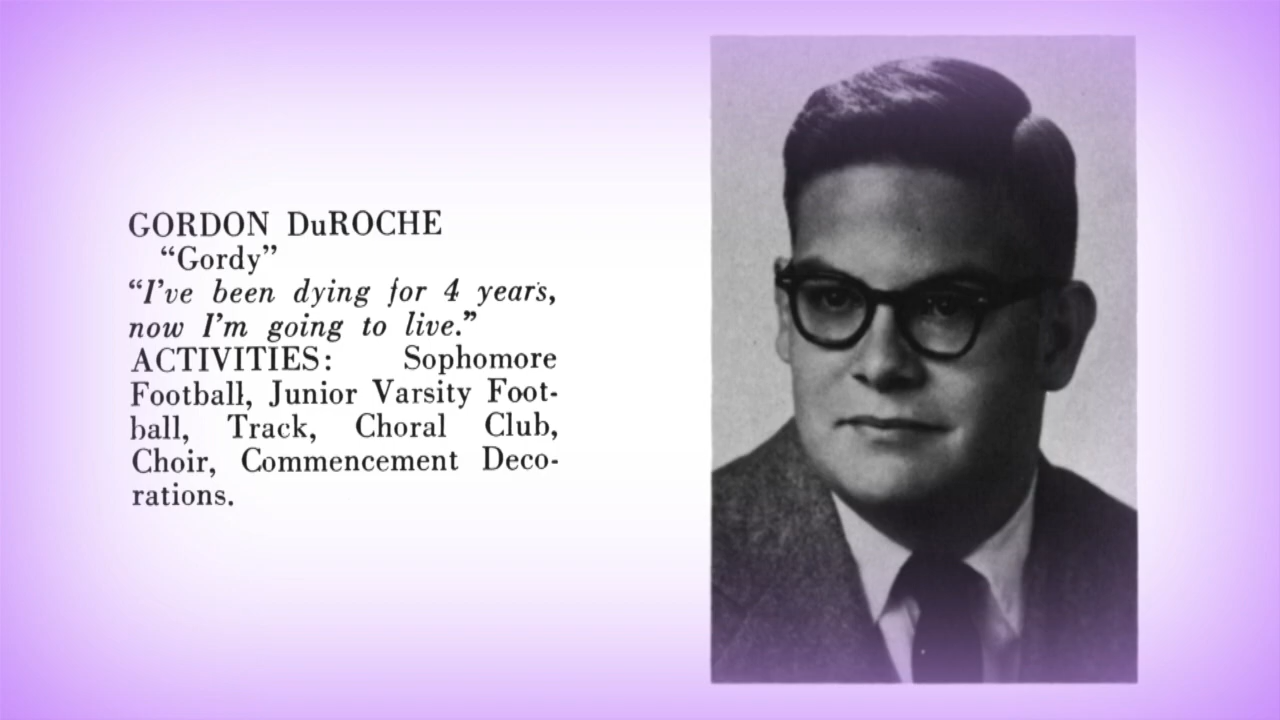 GORDON DuROCHE
“Gordy”
“I've been dying for 4 years,
now I'm going to live.”
ACTIVITIES: Sophomore
Football, Junior Varsity Foot-
ball, Track, Choral Club,
Choir, Commencement Deco-
rations.